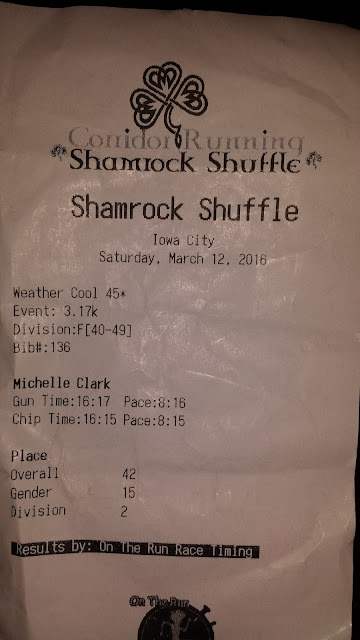 Corridor Running
Shamrock Shuffle
Shamrock Shuffle
Iowa City
Saturday, March 12, 2016
Weather Cool 45*
Event: 3.17k
Division:F[40-49]
Bib#:136
Michelle Clark
Gun Time:16:17 Pace:8:16
Chip Time:16:15 Pace:8:15
Place
Overall 42
Gender 15
Division 2
Results by: On The Run Race Timing
On The Run